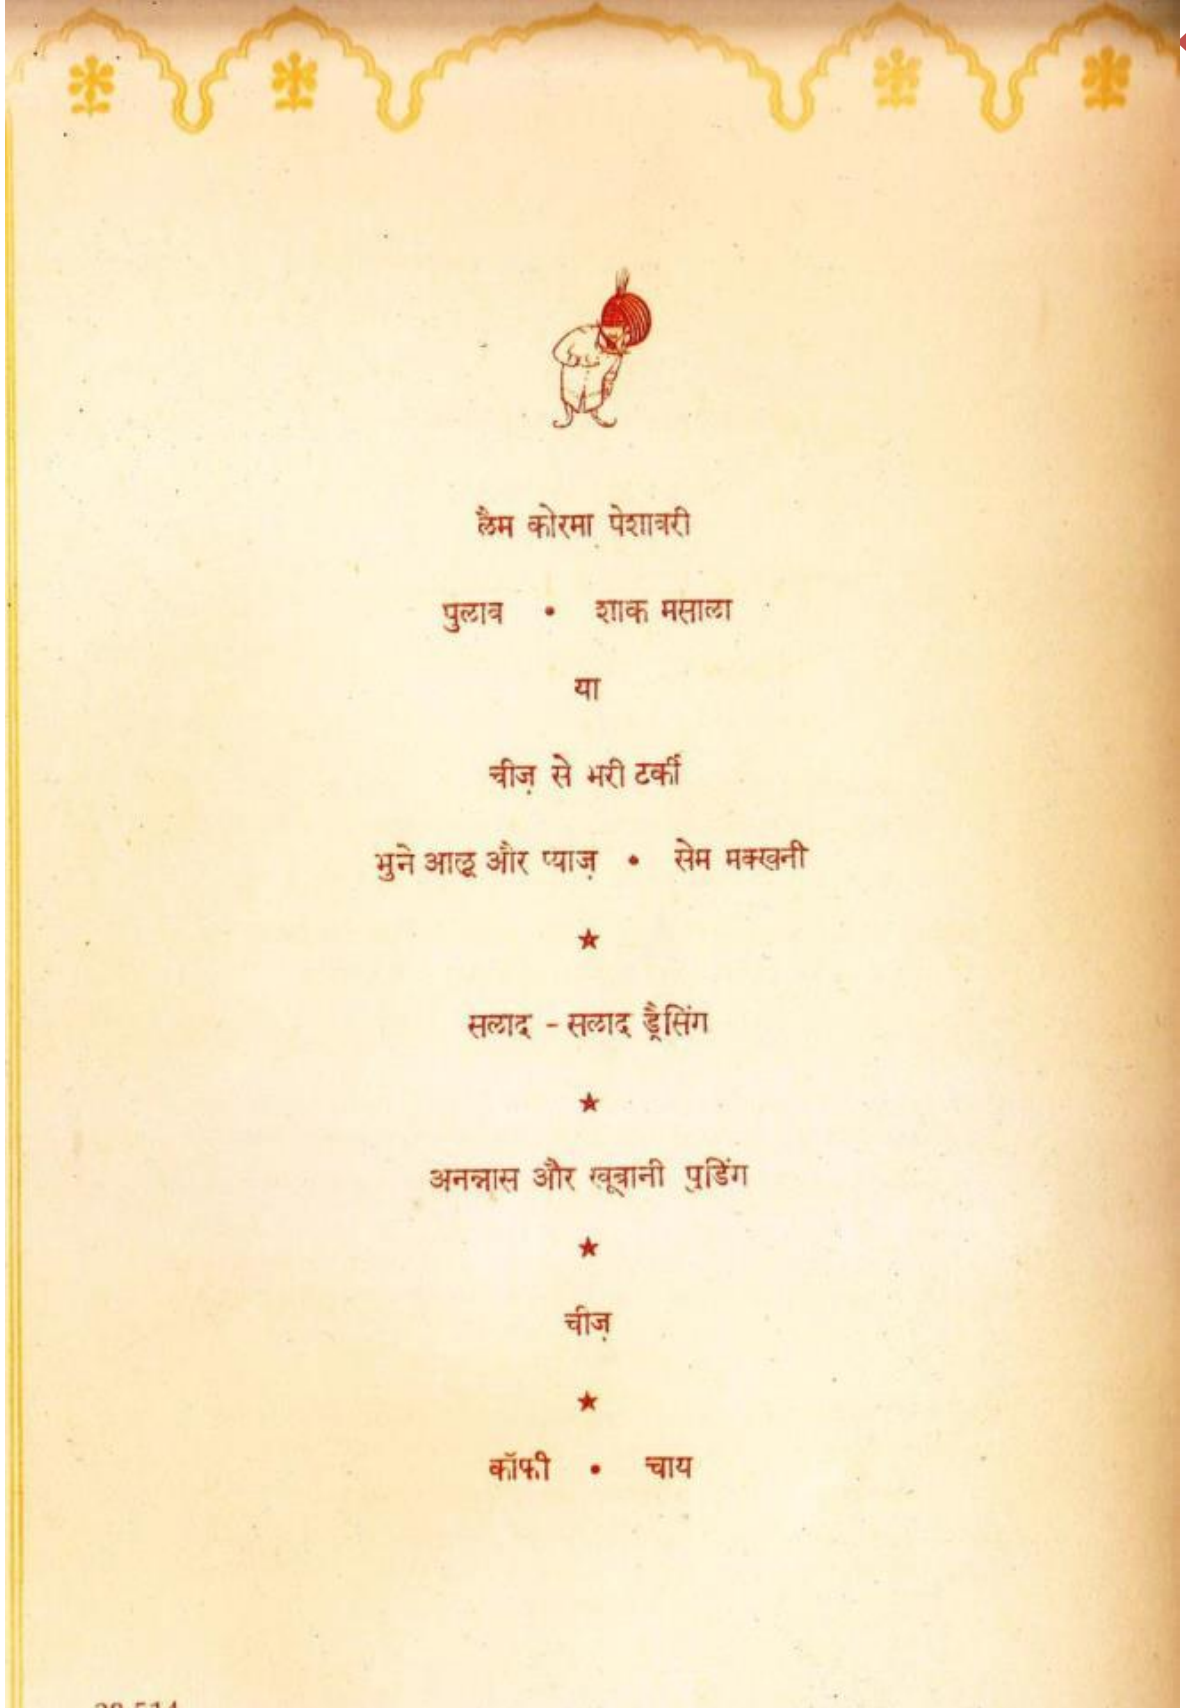 लैम कोरमा पेशावरी
पुलाव • शाक मसाला
या
चीज़ से भरी टर्की
भुने आलू और प्याज़ • सेम मक्खनी
★
सलाद - सलाद ड्रैसिंग
★
अनन्नास और खूबानी पुडिंग
★
चीज़
★
कॉफी • चाय